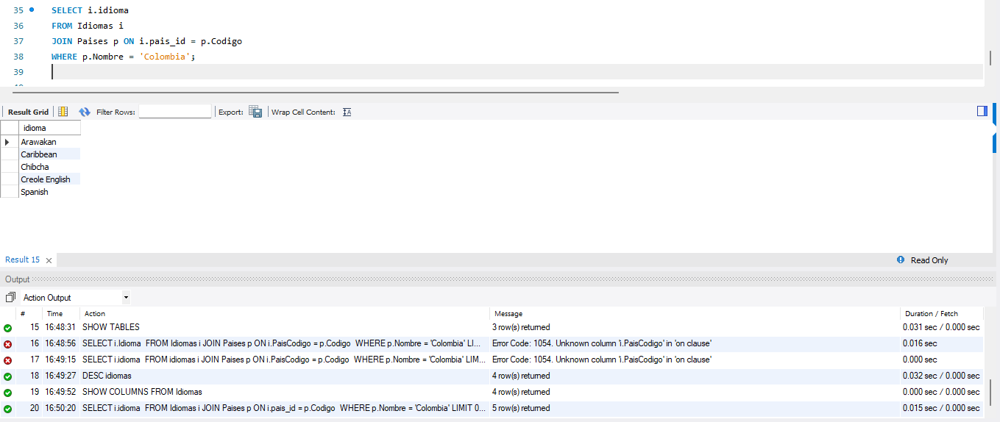 35 SELECT i.idioma
36 FROM Idiomas i
37 JOIN Paises p ON i.pais_id = p.Codigo
38 WHERE p.Nombre = 'Colombia';
39
Result Grid Filter Rows: Export: Wrap Cell Content:
idioma
Arawakan
Caribbean
Chibcha
Creole English
Spanish
Result 15 Read Only
Output
Action Output
# Time Action Message Duration / Fetch
15 16:48:31 SHOW TABLES 3 row(s) returned 0.031 sec / 0.000 sec
16 16:48:56 SELECT i.Idioma FROM Idiomas i JOIN Paises p ON i.PaisCodigo = p.Codigo WHERE p.Nombre = 'Colombia' LI... Error Code: 1054. Unknown column 'i.PaisCodigo' in 'on clause' 0.016 sec
17 16:49:15 SELECT i.idioma FROM idiomas i JOIN Paises p ON i.PaisCodigo = p.Codigo WHERE p.Nombre = 'Colombia' LIM... Error Code: 1054. Unknown column 'i.PaisCodigo' in 'on clause' 0.000 sec
18 16:49:27 DESC idiomas 4 row(s) returned 0.032 sec / 0.000 sec
19 16:49:52 SHOW COLUMNS FROM Idiomas 4 row(s) returned 0.000 sec / 0.000 sec
20 16:50:20 SELECT i.idioma FROM Idiomas i JOIN Paises p ON i.pais_id = p.Codigo WHERE p.Nombre = 'Colombia' LIMIT 0... 5 row(s) returned 0.015 sec / 0.000 sec